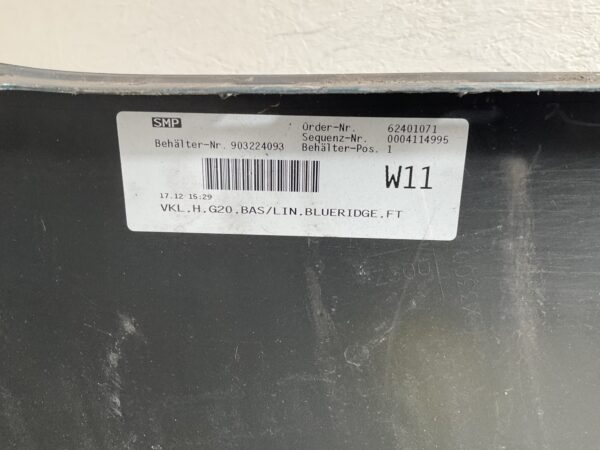 SMP
Order-Nr. 62401071
Sequenz-Nr. 0004114995
Behälter-Nr. 903224093 Behälter-Pos. 1
W11
17.12 15:29
VKL.H.G20.BAS/LIN.BLUERIDGE.FT